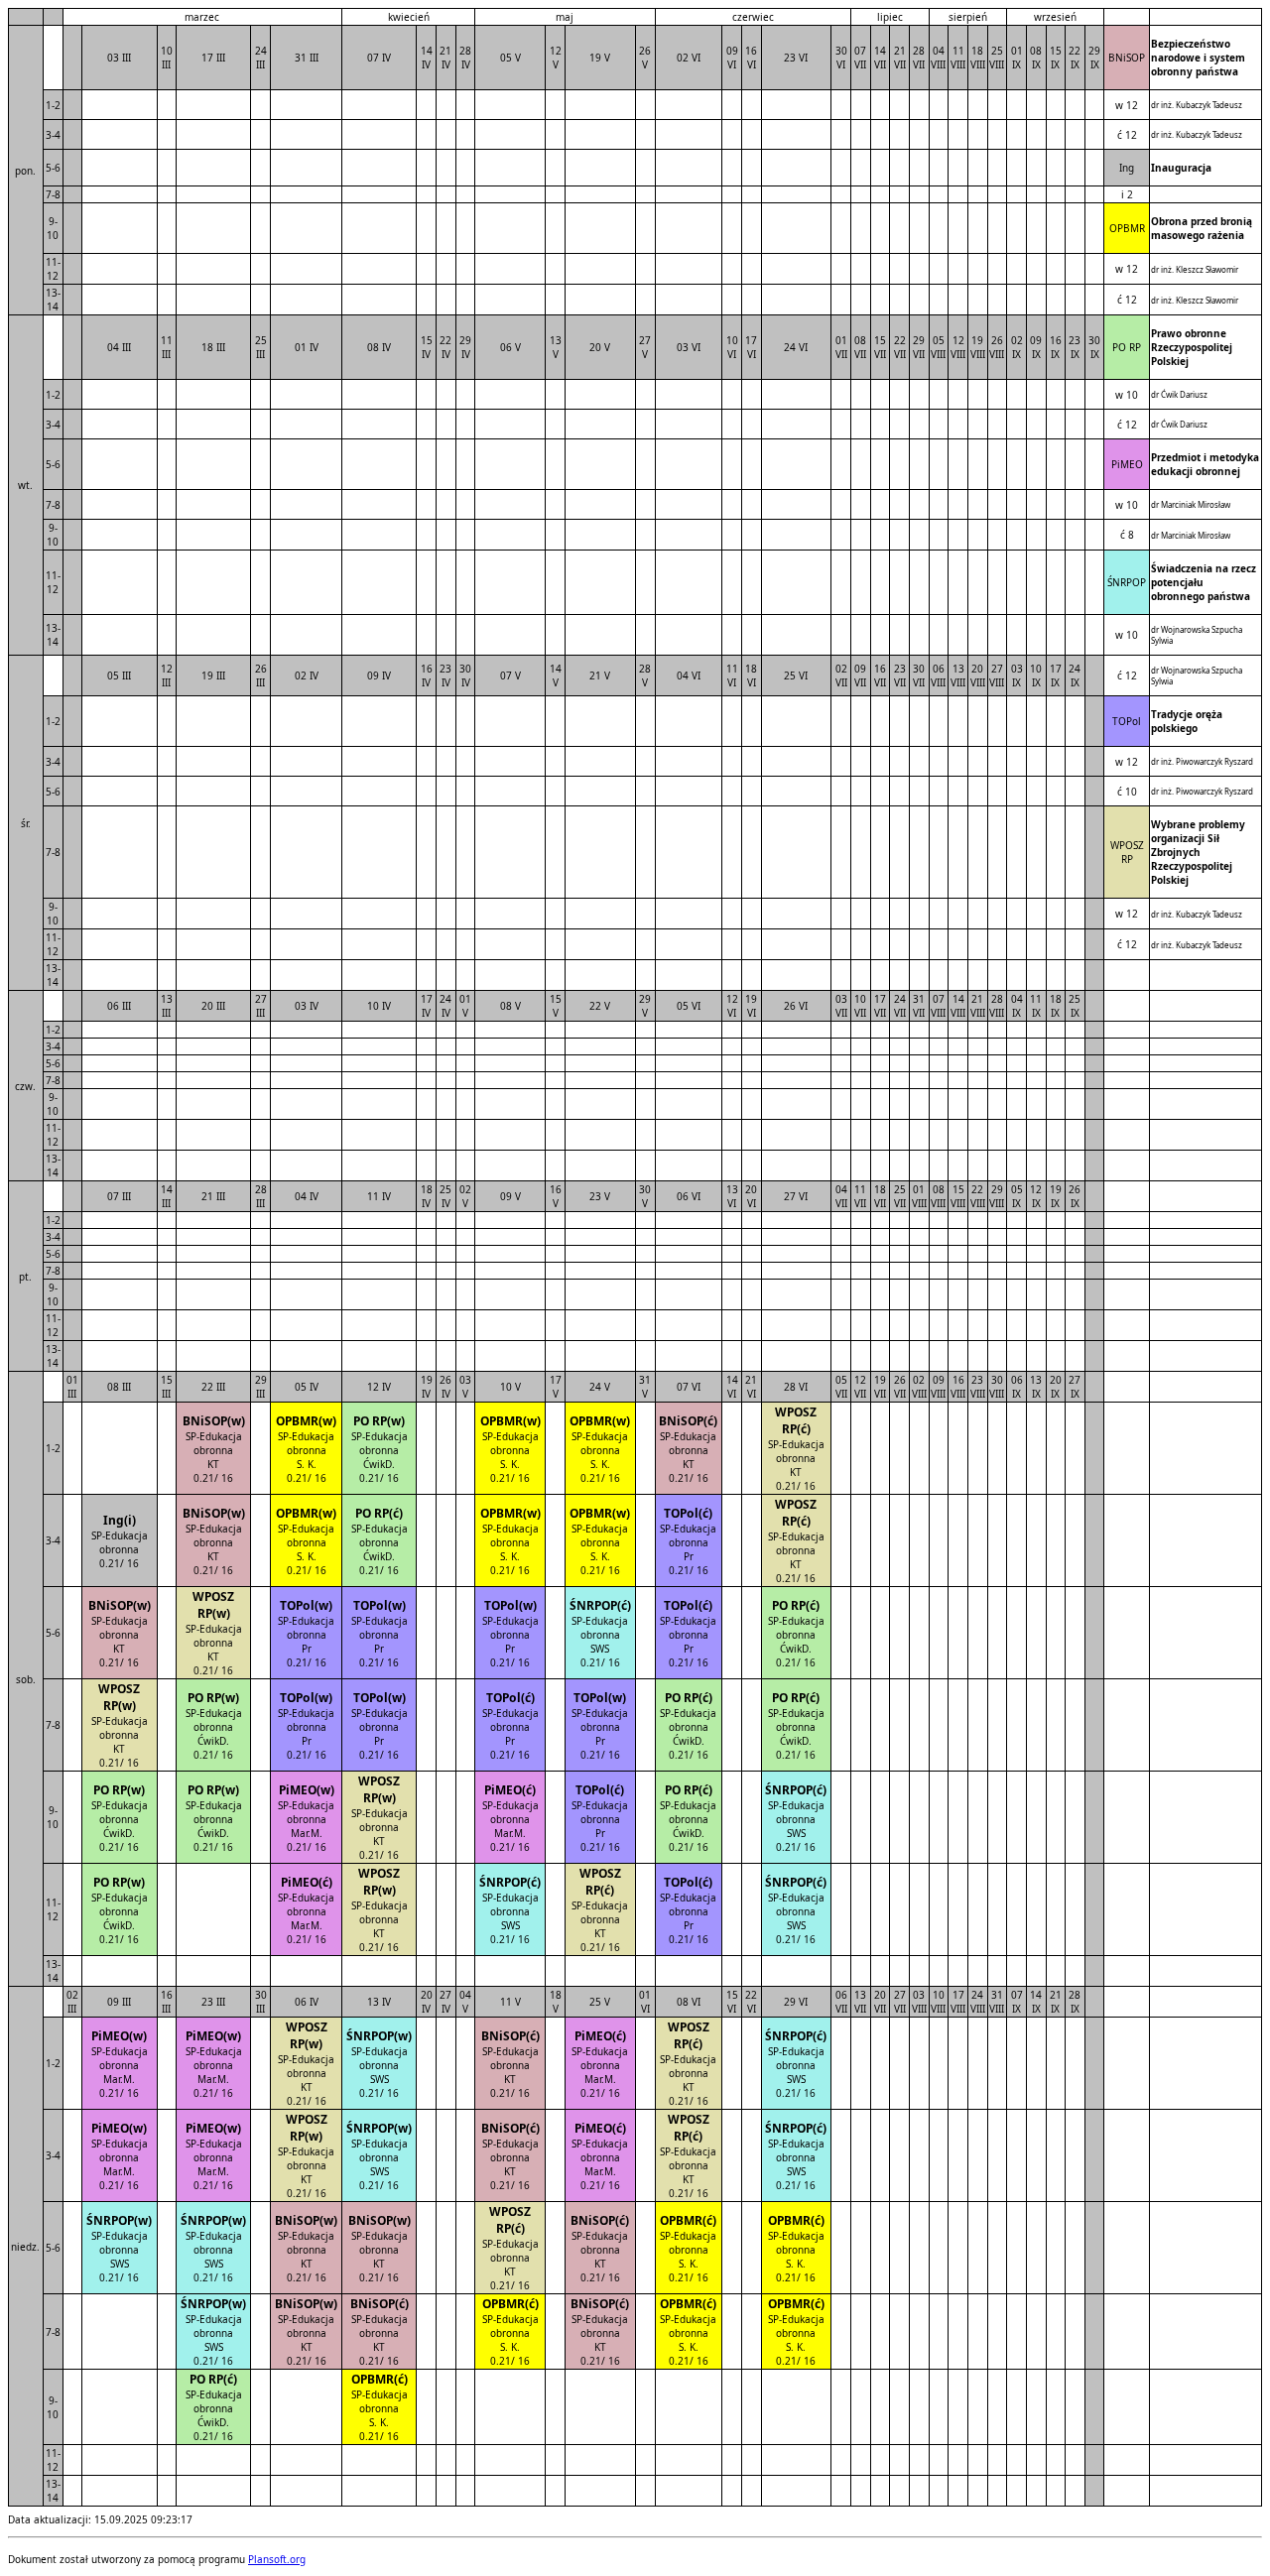 marzec kwiecień maj czerwiec lipiec sierpień wrzesień
pon. 03 III 10 III 17 III 24 III 31 III 07 IV 14 IV 21 IV 28 IV 05 V 12 V 19 V 26 V 02 VI 09 VI 16 VI 23 VI 30 VI 07 VII 14 VII 21 VII 28 VII 04 VIII 11 VIII 18 VIII 25 VIII 01 IX 08 IX 15 IX 22 IX 29 IX BNiSOP Bezpieczeństwo narodowe i system obronny państwa
1-2 w 12 dr inż. Kubaczyk Tadeusz
3-4 ć 12 dr inż. Kubaczyk Tadeusz
5-6 Ing Inauguracja
7-8 i 2
9-10 OPBMR Obrona przed bronią masowego rażenia
11-12 w 12 dr inż. Kleszcz Sławomir
13-14 ć 12 dr inż. Kleszcz Sławomir
wt. 04 III 11 III 18 III 25 III 01 IV 08 IV 15 IV 22 IV 29 IV 06 V 13 V 20 V 27 V 03 VI 10 VI 17 VI 24 VI 01 VII 08 VII 15 VII 22 VII 29 VII 05 VIII 12 VIII 19 VIII 26 VIII 02 IX 09 IX 16 IX 23 IX 30 IX PO RP Prawo obronne Rzeczypospolitej Polskiej
1-2 w 10 dr Ćwik Dariusz
3-4 ć 12 dr Ćwik Dariusz
5-6 PiMEO Przedmiot i metodyka edukacji obronnej
7-8 w 10 dr Marciniak Mirosław
9-10 ć 8 dr Marciniak Mirosław
11-12 ŚNRPOP Świadczenia na rzecz potencjału obronnego państwa
13-14 w 10 dr Wojnarowska Szpucha Sylwia
śr. 05 III 12 III 19 III 26 III 02 IV 09 IV 16 IV 23 IV 30 IV 07 V 14 V 21 V 28 V 04 VI 11 VI 18 VI 25 VI 02 VII 09 VII 16 VII 23 VII 30 VII 06 VIII 13 VIII 20 VIII 27 VIII 03 IX 10 IX 17 IX 24 IX ć 12 dr Wojnarowska Szpucha Sylwia
1-2 TOPol Tradycje oręża polskiego
3-4 w 12 dr inż. Piwowarczyk Ryszard
5-6 ć 10 dr inż. Piwowarczyk Ryszard
7-8 WPOSZ RP Wybrane problemy organizacji Sił Zbrojnych Rzeczypospolitej Polskiej
9-10 w 12 dr inż. Kubaczyk Tadeusz
11-12 ć 12 dr inż. Kubaczyk Tadeusz
13-14
czw. 06 III 13 III 20 III 27 III 03 IV 10 IV 17 IV 24 IV 01 V 08 V 15 V 22 V 29 V 05 VI 12 VI 19 VI 26 VI 03 VII 10 VII 17 VII 24 VII 31 VII 07 VIII 14 VIII 21 VIII 28 VIII 04 IX 11 IX 18 IX 25 IX
1-2
3-4
5-6
7-8
9-10
11-12
13-14
pt. 07 III 14 III 21 III 28 III 04 IV 11 IV 18 IV 25 IV 02 V 09 V 16 V 23 V 30 V 06 VI 13 VI 20 VI 27 VI 04 VII 11 VII 18 VII 25 VII 01 VIII 08 VIII 15 VIII 22 VIII 29 VIII 05 IX 12 IX 19 IX 26 IX
1-2
3-4
5-6
7-8
9-10
11-12
13-14
sob. 01 III 08 III 15 III 22 III 29 III 05 IV 12 IV 19 IV 26 IV 03 V 10 V 17 V 24 V 31 V 07 VI 14 VI 21 VI 28 VI 05 VII 12 VII 19 VII 26 VII 02 VIII 09 VIII 16 VIII 23 VIII 30 VIII 06 IX 13 IX 20 IX 27 IX
1-2 BNiSOP(w) SP-Edukacja obronna KT 0.21/ 16 OPBMR(w) SP-Edukacja obronna S. K. 0.21/ 16 PO RP(w) SP-Edukacja obronna ĆwikD. 0.21/ 16 OPBMR(w) SP-Edukacja obronna S. K. 0.21/ 16 OPBMR(w) SP-Edukacja obronna S. K. 0.21/ 16 BNiSOP(ć) SP-Edukacja obronna KT 0.21/ 16 WPOSZ RP(ć) SP-Edukacja obronna KT 0.21/ 16
3-4 Ing(i) SP-Edukacja obronna 0.21/ 16 BNiSOP(w) SP-Edukacja obronna KT 0.21/ 16 OPBMR(w) SP-Edukacja obronna S. K. 0.21/ 16 PO RP(ć) SP-Edukacja obronna ĆwikD. 0.21/ 16 OPBMR(w) SP-Edukacja obronna S. K. 0.21/ 16 OPBMR(w) SP-Edukacja obronna S. K. 0.21/ 16 TOPol(ć) SP-Edukacja obronna Pr 0.21/ 16 WPOSZ RP(ć) SP-Edukacja obronna KT 0.21/ 16
5-6 BNiSOP(w) SP-Edukacja obronna KT 0.21/ 16 WPOSZ RP(w) SP-Edukacja obronna KT 0.21/ 16 TOPol(w) SP-Edukacja obronna Pr 0.21/ 16 TOPol(w) SP-Edukacja obronna Pr 0.21/ 16 TOPol(w) SP-Edukacja obronna Pr 0.21/ 16 ŚNRPOP(ć) SP-Edukacja obronna SWS 0.21/ 16 TOPol(ć) SP-Edukacja obronna Pr 0.21/ 16 PO RP(ć) SP-Edukacja obronna ĆwikD. 0.21/ 16
7-8 WPOSZ RP(w) SP-Edukacja obronna KT 0.21/ 16 PO RP(w) SP-Edukacja obronna ĆwikD. 0.21/ 16 TOPol(w) SP-Edukacja obronna Pr 0.21/ 16 TOPol(w) SP-Edukacja obronna Pr 0.21/ 16 TOPol(ć) SP-Edukacja obronna Pr 0.21/ 16 TOPol(w) SP-Edukacja obronna Pr 0.21/ 16 PO RP(ć) SP-Edukacja obronna ĆwikD. 0.21/ 16 PO RP(ć) SP-Edukacja obronna ĆwikD. 0.21/ 16
9-10 PO RP(w) SP-Edukacja obronna ĆwikD. 0.21/ 16 PO RP(w) SP-Edukacja obronna ĆwikD. 0.21/ 16 PiMEO(w) SP-Edukacja obronna Mar.M. 0.21/ 16 WPOSZ RP(w) SP-Edukacja obronna KT 0.21/ 16 PiMEO(ć) SP-Edukacja obronna Mar.M. 0.21/ 16 TOPol(ć) SP-Edukacja obronna Pr 0.21/ 16 PO RP(ć) SP-Edukacja obronna ĆwikD. 0.21/ 16 ŚNRPOP(ć) SP-Edukacja obronna SWS 0.21/ 16
11-12 PO RP(w) SP-Edukacja obronna ĆwikD. 0.21/ 16 PiMEO(ć) SP-Edukacja obronna Mar.M. 0.21/ 16 WPOSZ RP(w) SP-Edukacja obronna KT 0.21/ 16 ŚNRPOP(ć) SP-Edukacja obronna SWS 0.21/ 16 WPOSZ RP(ć) SP-Edukacja obronna KT 0.21/ 16 TOPol(ć) SP-Edukacja obronna Pr 0.21/ 16 ŚNRPOP(ć) SP-Edukacja obronna SWS 0.21/ 16
13-14
niedz. 02 III 09 III 16 III 23 III 30 III 06 IV 13 IV 20 IV 27 IV 04 V 11 V 18 V 25 V 01 VI 08 VI 15 VI 22 VI 29 VI 06 VII 13 VII 20 VII 27 VII 03 VIII 10 VIII 17 VIII 24 VIII 31 VIII 07 IX 14 IX 21 IX 28 IX
1-2 PiMEO(w) SP-Edukacja obronna Mar.M. 0.21/ 16 PiMEO(w) SP-Edukacja obronna Mar.M. 0.21/ 16 WPOSZ RP(w) SP-Edukacja obronna KT 0.21/ 16 ŚNRPOP(w) SP-Edukacja obronna SWS 0.21/ 16 BNiSOP(ć) SP-Edukacja obronna KT 0.21/ 16 PiMEO(ć) SP-Edukacja obronna Mar.M. 0.21/ 16 WPOSZ RP(ć) SP-Edukacja obronna KT 0.21/ 16 ŚNRPOP(ć) SP-Edukacja obronna SWS 0.21/ 16
3-4 PiMEO(w) SP-Edukacja obronna Mar.M. 0.21/ 16 PiMEO(w) SP-Edukacja obronna Mar.M. 0.21/ 16 WPOSZ RP(w) SP-Edukacja obronna KT 0.21/ 16 ŚNRPOP(w) SP-Edukacja obronna SWS 0.21/ 16 BNiSOP(ć) SP-Edukacja obronna KT 0.21/ 16 PiMEO(ć) SP-Edukacja obronna Mar.M. 0.21/ 16 WPOSZ RP(ć) SP-Edukacja obronna KT 0.21/ 16 ŚNRPOP(ć) SP-Edukacja obronna SWS 0.21/ 16
5-6 ŚNRPOP(w) SP-Edukacja obronna SWS 0.21/ 16 ŚNRPOP(w) SP-Edukacja obronna SWS 0.21/ 16 BNiSOP(w) SP-Edukacja obronna KT 0.21/ 16 BNiSOP(w) SP-Edukacja obronna KT 0.21/ 16 WPOSZ RP(ć) SP-Edukacja obronna KT 0.21/ 16 BNiSOP(ć) SP-Edukacja obronna KT 0.21/ 16 OPBMR(ć) SP-Edukacja obronna S. K. 0.21/ 16 OPBMR(ć) SP-Edukacja obronna S. K. 0.21/ 16
7-8 ŚNRPOP(w) SP-Edukacja obronna SWS 0.21/ 16 BNiSOP(w) SP-Edukacja obronna KT 0.21/ 16 BNiSOP(ć) SP-Edukacja obronna KT 0.21/ 16 OPBMR(ć) SP-Edukacja obronna S. K. 0.21/ 16 BNiSOP(ć) SP-Edukacja obronna KT 0.21/ 16 OPBMR(ć) SP-Edukacja obronna S. K. 0.21/ 16 OPBMR(ć) SP-Edukacja obronna S. K. 0.21/ 16
9-10 PO RP(ć) SP-Edukacja obronna ĆwikD. 0.21/ 16 OPBMR(ć) SP-Edukacja obronna S. K. 0.21/ 16
11-12
13-14
Data aktualizacji: 15.09.2025 09:23:17
Dokument został utworzony za pomocą programu Plansoft.org